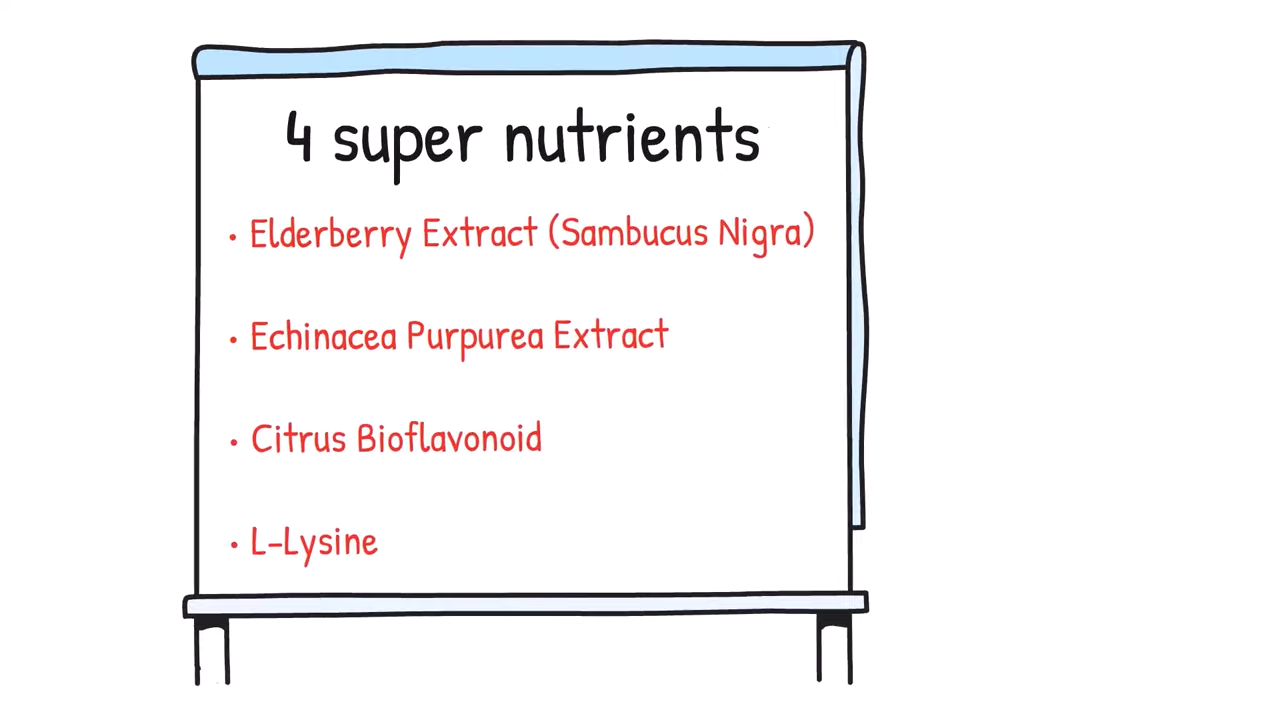 4 super nutrients
• Elderberry Extract (Sambucus Nigra)
• Echinacea Purpurea Extract
• Citrus Bioflavonoid
• L-Lysine